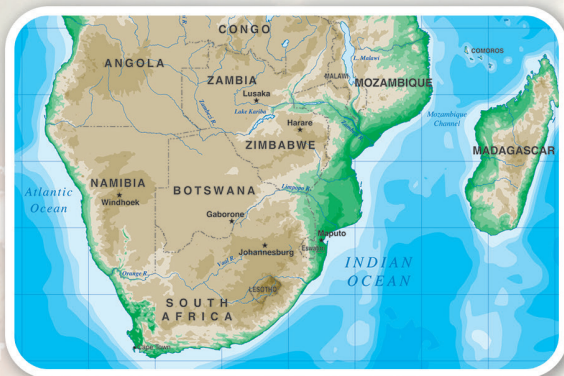 CONGO
ANGOLA
ZAMBIA
Lusaka
Lake Kariba
Zambezi R.
MALAWI
L. Malawi
MOZAMBIQUE
COMOROS
Harare
ZIMBABWE
Mozambique
Channel
MADAGASCAR
NAMIBIA
Windhoek
BOTSWANA
Limpopo R.
Atlantic
Ocean
Gaborone
Maputo
Johannesburg
INDIAN
OCEAN
Orange R.
Vaal R.
LESOTHO
SOUTH
AFRICA
Cape Town